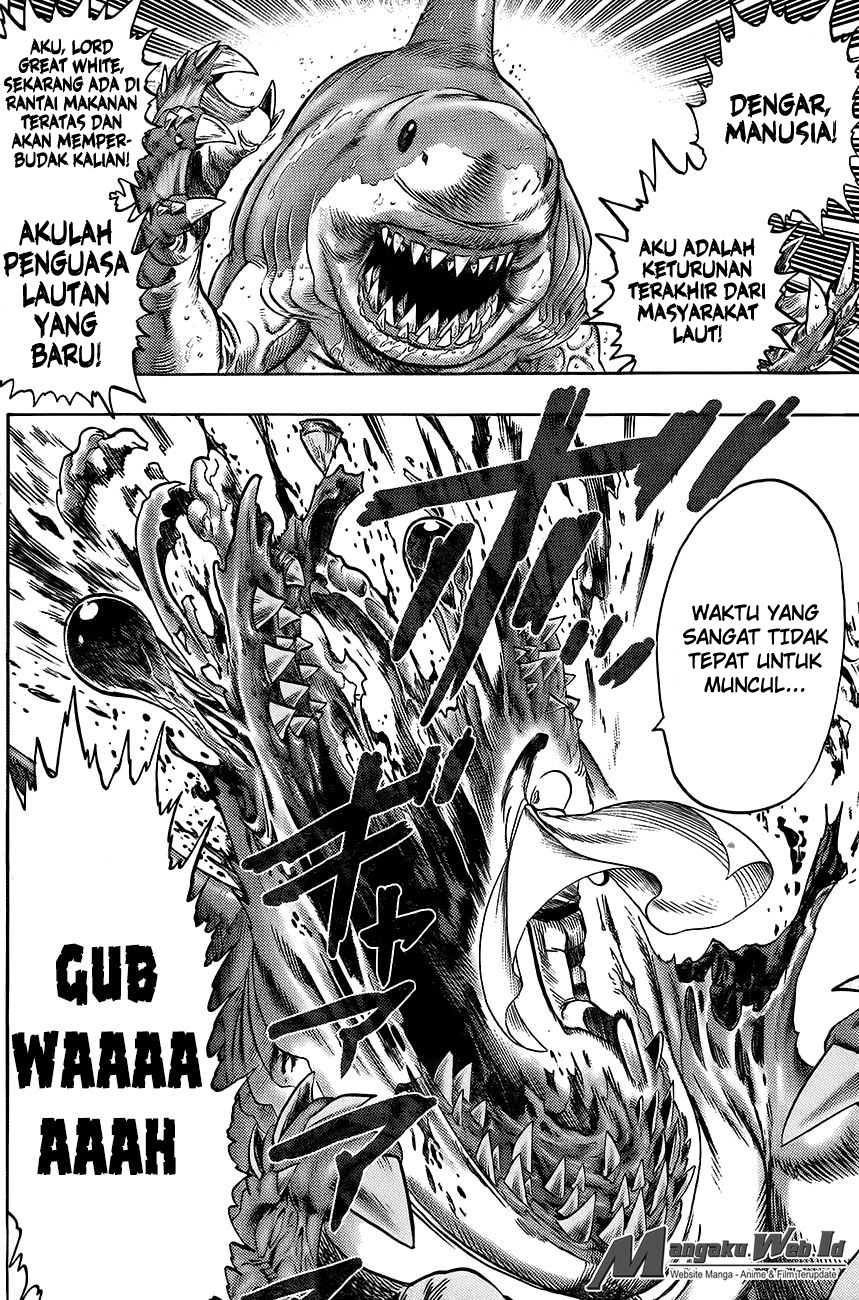 DENGAR,
MANUSIA!
AKU ADALAH
KETURUNAN
TERAKHIR DARI
MASYARAKAT
LAUT!
AKU, LORD
GREAT WHITE,
SEKARANG ADA DI
RANTAI MAKANAN
TERATAS DAN
AKAN MEMPER-
BUDAK KALIAN!
AKULAH
PENGUASA
LAUTAN
YANG
BARU!
WAKTU YANG
SANGAT TIDAK
TEPAT UNTUK
MUNCUL...
GUB
WAAAA
AAAH
Mangaku.Web.Id
Website Manga - Anime & Film Terupdate